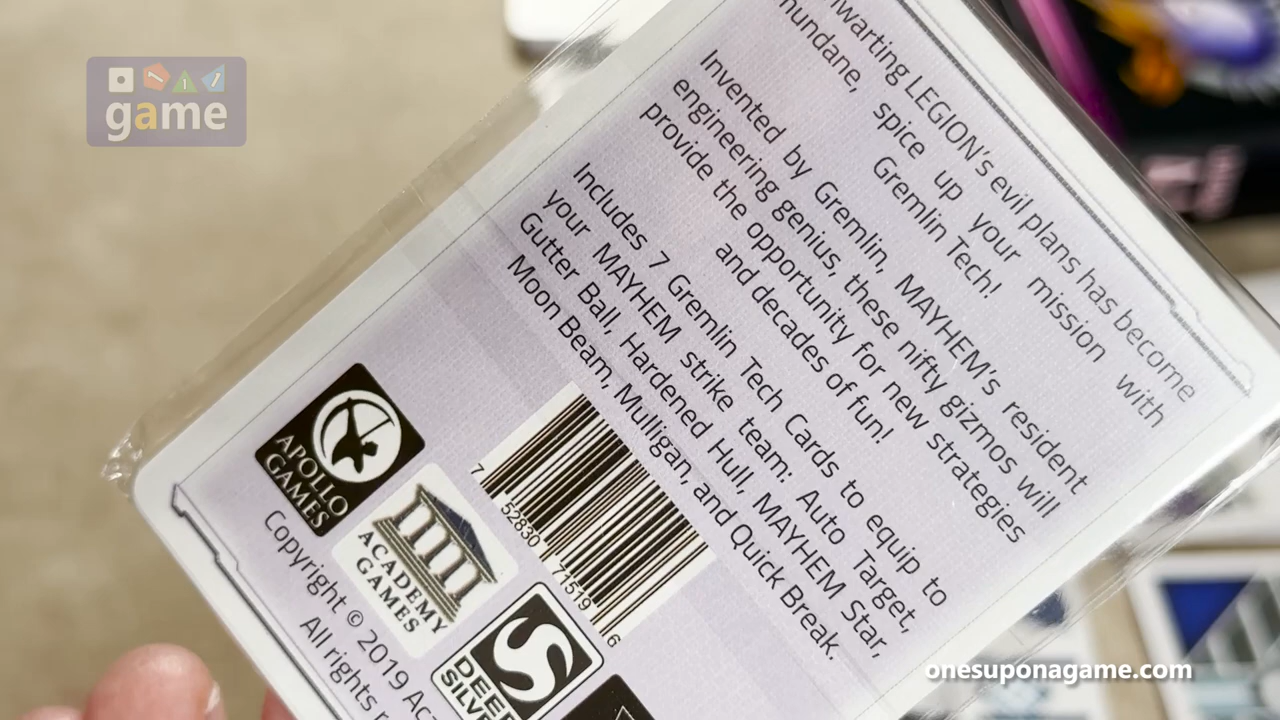 game
LEGION's evil plans has become
mundane, spice up your mission with
Gremlin Tech!
Invented by Gremlin, MAYHEM's resident
engineering genius, these nifty gizmos will
provide the opportunity for new strategies
and decades of fun!
Includes 7 Gremlin Tech Cards to equip to
your MAYHEM strike team: Auto Target,
Gutter Ball, Hardened Hull, MAYHEM Star,
Moon Beam, Mulligan, and Quick Break.
APOLLO
GAMES
ACADEMY
GAMES
7 52830 71519 6
DEEP
SILVER
Copyright © 2019
All rights
onesuponagame.com